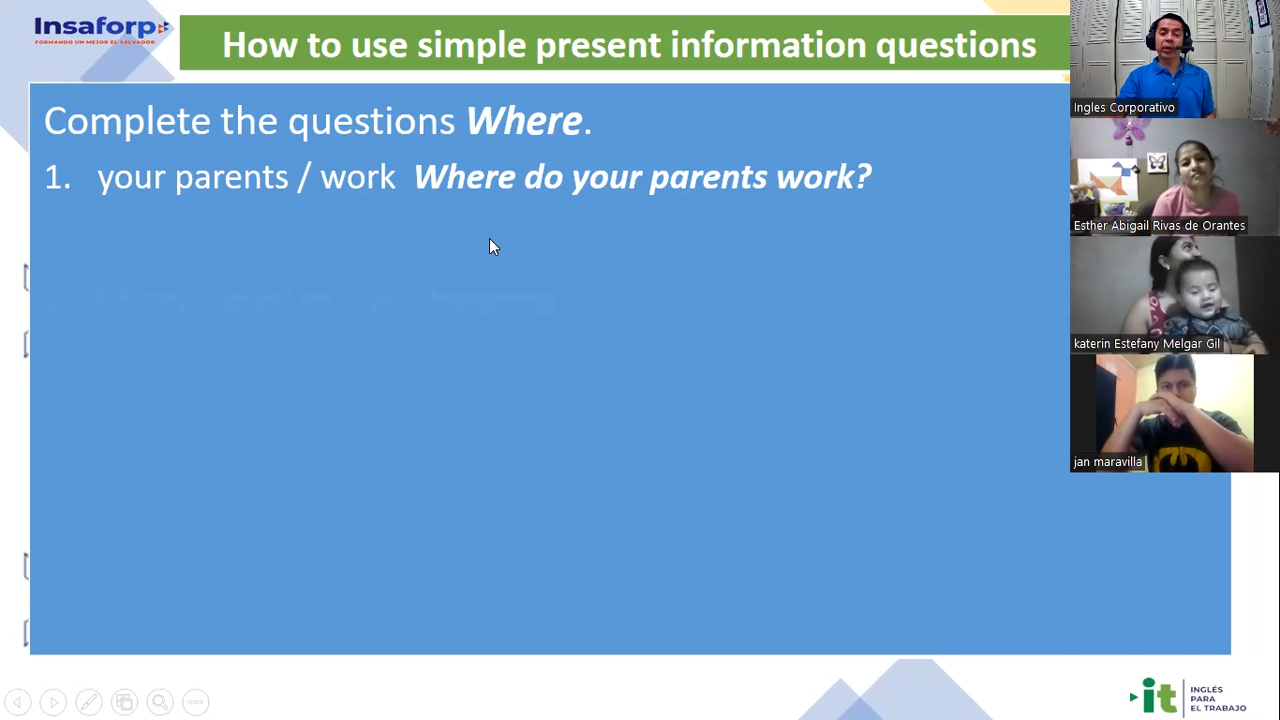 Insaforp
FORMANDO UN MEJOR EL SALVADOR
How to use simple present information questions
Complete the questions Where.
1. your parents / work Where do your parents work?
Ingles Corporativo
Esther Abigail Rivas de Orantes
katerin Estefany Melgar Gil
jan maravilla
it
INGLÉS
PARA
EL TRABAJO